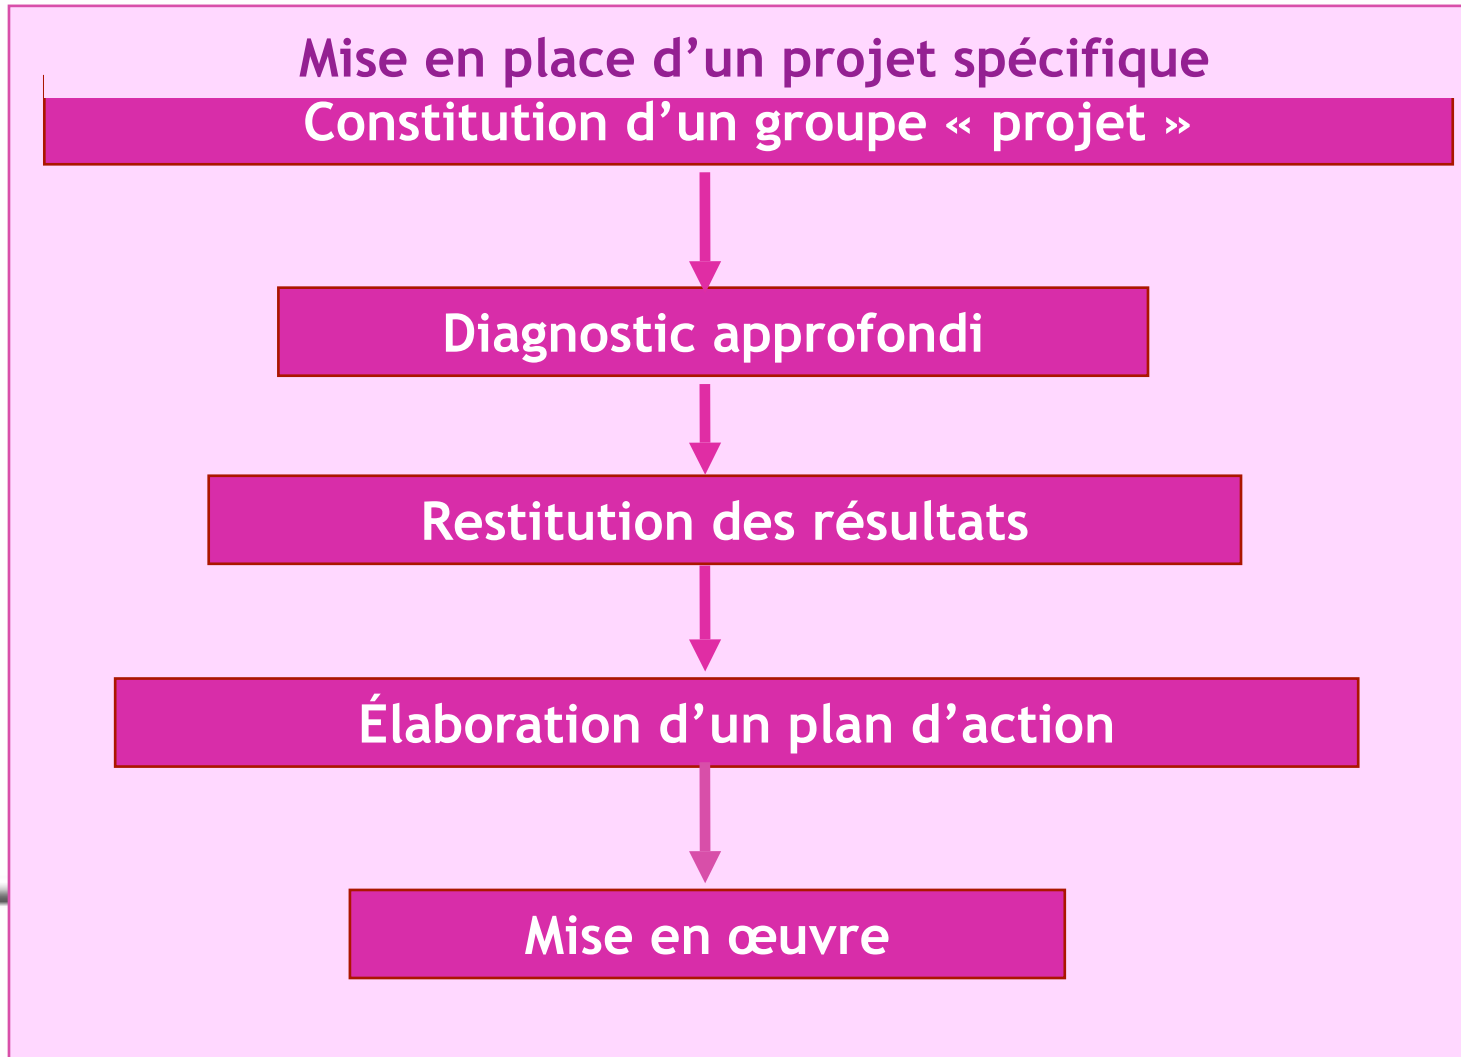 Mise en place d’un projet spécifique
Constitution d’un groupe « projet »
Diagnostic approfondi
Restitution des résultats
Élaboration d’un plan d’action
Mise en œuvre